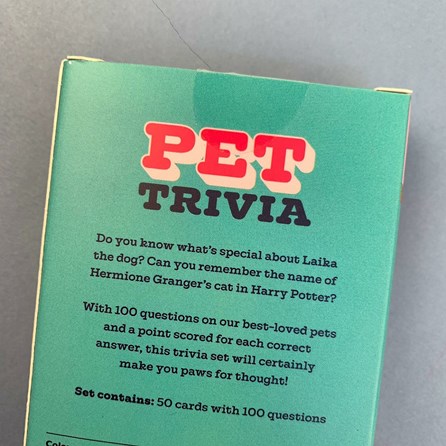 PET
TRIVIA
Do you know what's special about Laika
the dog? Can you remember the name of
Hermione Granger's cat in Harry Potter?
With 100 questions on our best-loved pets
and a point scored for each correct
answer, this trivia set will certainly
make you paws for thought!
Set contains: 50 cards with 100 questions